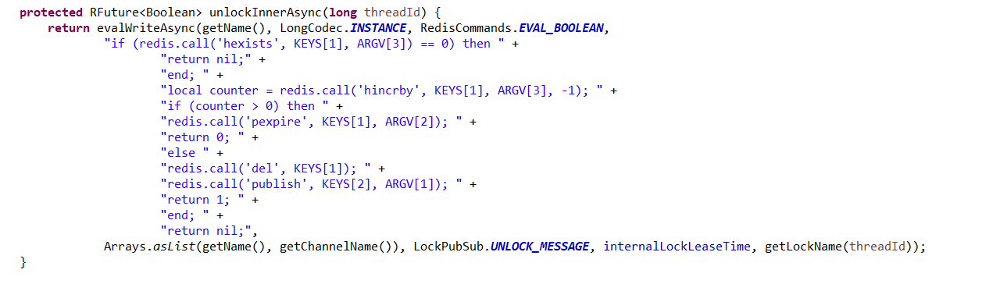 protected RFuture<Boolean> unlockInnerAsync(long threadId) {
    return evalWriteAsync(getName(), LongCodec.INSTANCE, RedisCommands.EVAL_BOOLEAN,
            "if (redis.call('hexists', KEYS[1], ARGV[3]) == 0) then " +
                    "return nil;" +
                    "end; " +
                    "local counter = redis.call('hincrby', KEYS[1], ARGV[3], -1); " +
                    "if (counter > 0) then " +
                    "redis.call('pexpire', KEYS[1], ARGV[2]); " +
                    "return 0; " +
                    "else " +
                    "redis.call('del', KEYS[1]); " +
                    "redis.call('publish', KEYS[2], ARGV[1]); " +
                    "return 1; " +
                    "end; " +
                    "return nil;",
            Arrays.asList(getName(), getChannelName()), LockPubSub.UNLOCK_MESSAGE, internalLockLeaseTime, getLockName(threadId));
}